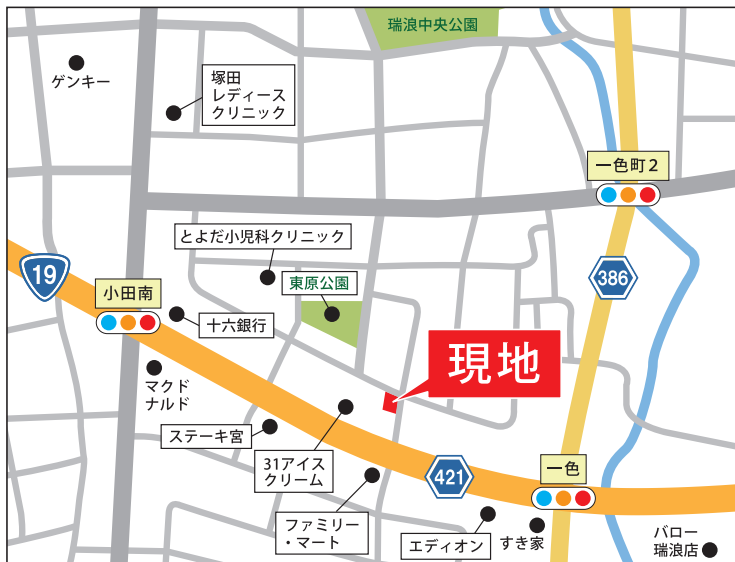 瑞浪中央公園
ゲンキー
塚田
レディース
クリニック
一色町2
とよだ小児科クリニック
19
386
東原公園
小田南
十六銀行
現地
マクド
ナルド
ステーキ宮
31アイス
クリーム
421
一色
ファミリー
・マート
エディオン
すき家
バロー
瑞浪店